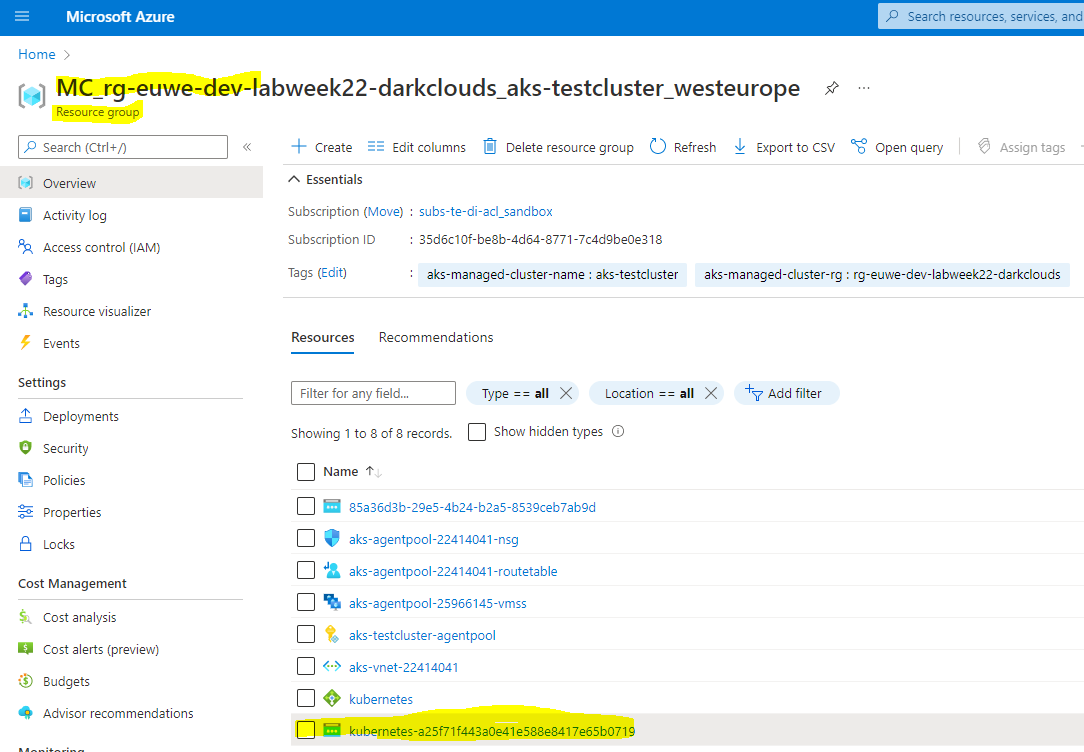 Microsoft Azure
Search resources, services, and
Home >
MC_rg-euwe-dev-labweek22-darkclouds_aks-testcluster_westeurope
Resource group
Search (Ctrl+/)
«
Create
Edit columns
Delete resource group
Refresh
Export to CSV
Open query
Assign tags
Overview
Activity log
Access control (IAM)
Tags
Resource visualizer
Events
Settings
Deployments
Security
Policies
Properties
Locks
Cost Management
Cost analysis
Cost alerts (preview)
Budgets
Advisor recommendations
Monitoring
Essentials
Subscription (Move) : subs-te-di-acl_sandbox
Subscription ID : 35d6c10f-be8b-4d64-8771-7c4d9be0e318
Tags (Edit) : aks-managed-cluster-name : aks-testcluster aks-managed-cluster-rg : rg-euwe-dev-labweek22-darkclouds
Resources Recommendations
Filter for any field...
Type == all
Location == all
Add filter
Showing 1 to 8 of 8 records.
Show hidden types
Name ↑↓
85a36d3b-29e5-4b24-b2a5-8539ceb7ab9d
aks-agentpool-22414041-nsg
aks-agentpool-22414041-routetable
aks-agentpool-25966145-vmss
aks-testcluster-agentpool
aks-vnet-22414041
kubernetes
kubernetes-a25f71f443a0e41e588e8417e65b0719